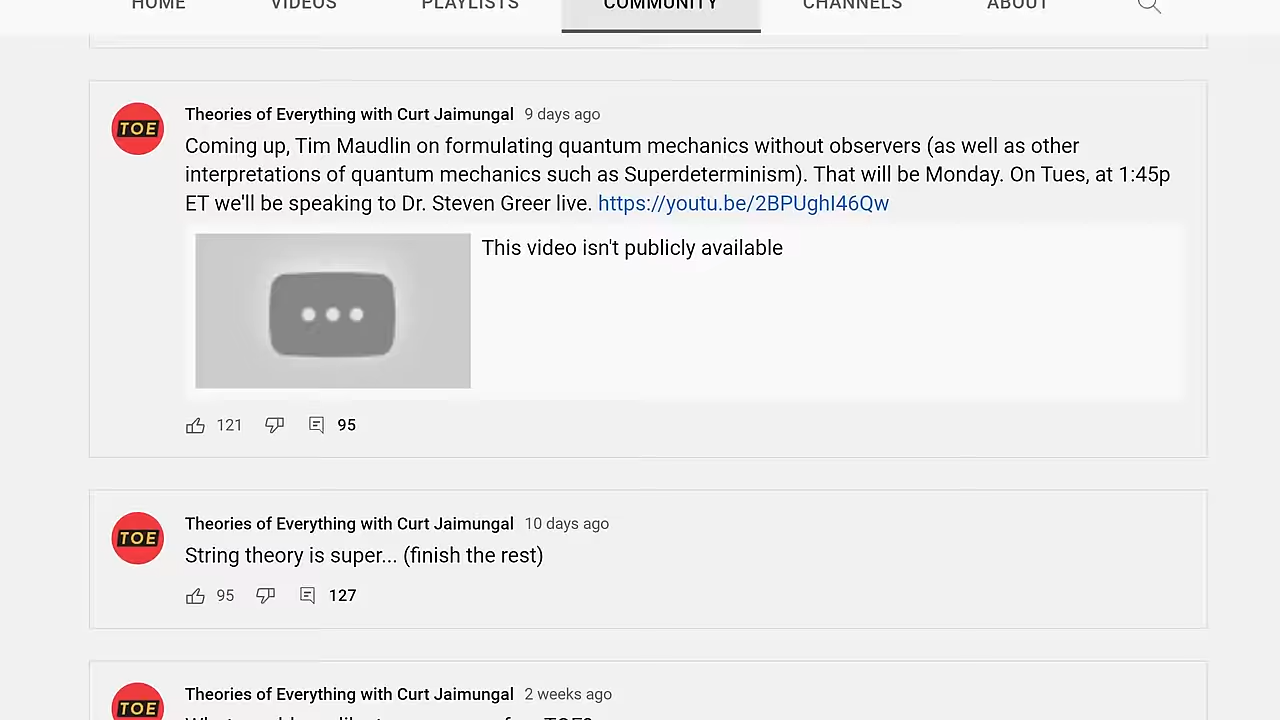 HOME VIDEOS PLAYLISTS COMMUNITY CHANNELS ABOUT
TOE
Theories of Everything with Curt Jaimungal 9 days ago
Coming up, Tim Maudlin on formulating quantum mechanics without observers (as well as other
interpretations of quantum mechanics such as Superdeterminism). That will be Monday. On Tues, at 1:45p
ET we'll be speaking to Dr. Steven Greer live. https://youtu.be/2BPUghI46Qw
This video isn't publicly available
121 95
TOE
Theories of Everything with Curt Jaimungal 10 days ago
String theory is super... (finish the rest)
95 127
TOE
Theories of Everything with Curt Jaimungal 2 weeks ago